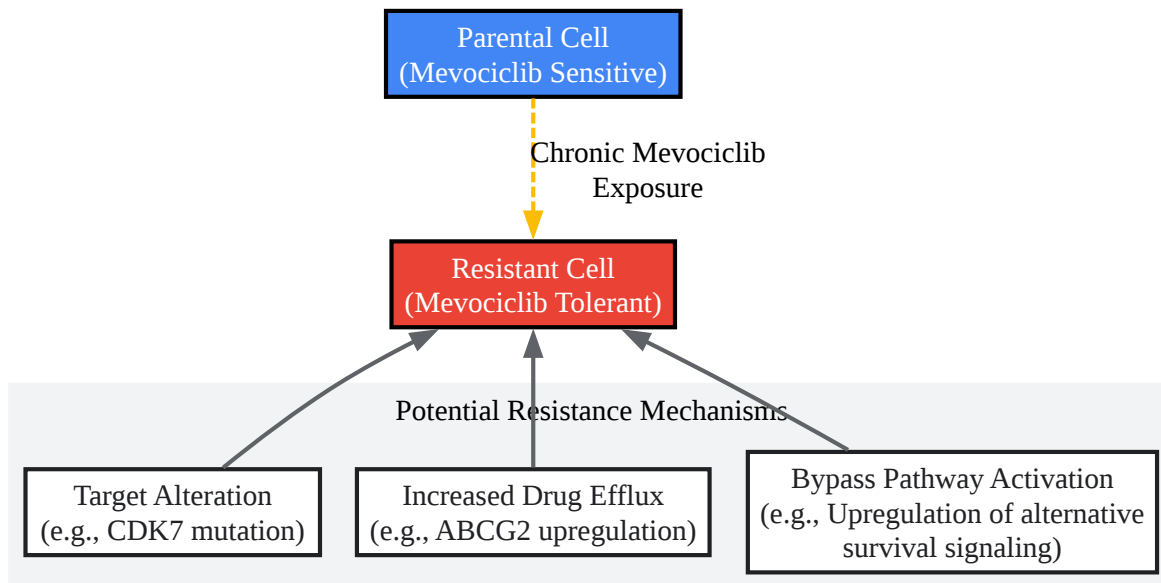 Parental Cell
(Mevociclib Sensitive)
Chronic Mevociclib
Exposure
Resistant Cell
(Mevociclib Tolerant)
Potential Resistance Mechanisms
Target Alteration
(e.g., CDK7 mutation)
Increased Drug Efflux
(e.g., ABCG2 upregulation)
Bypass Pathway Activation
(e.g., Upregulation of alternative
survival signaling)